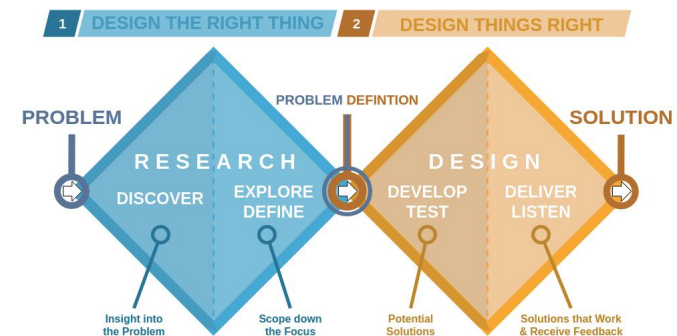 1 DESIGN THE RIGHT THING
2 DESIGN THINGS RIGHT
PROBLEM
PROBLEM DEFINTION
SOLUTION
RESEARCH
DISCOVER
EXPLORE
DEFINE
DESIGN
DEVELOP
TEST
DELIVER
LISTEN
Insight into
the Problem
Scope down
the Focus
Potential
Solutions
Solutions that Work
& Receive Feedback